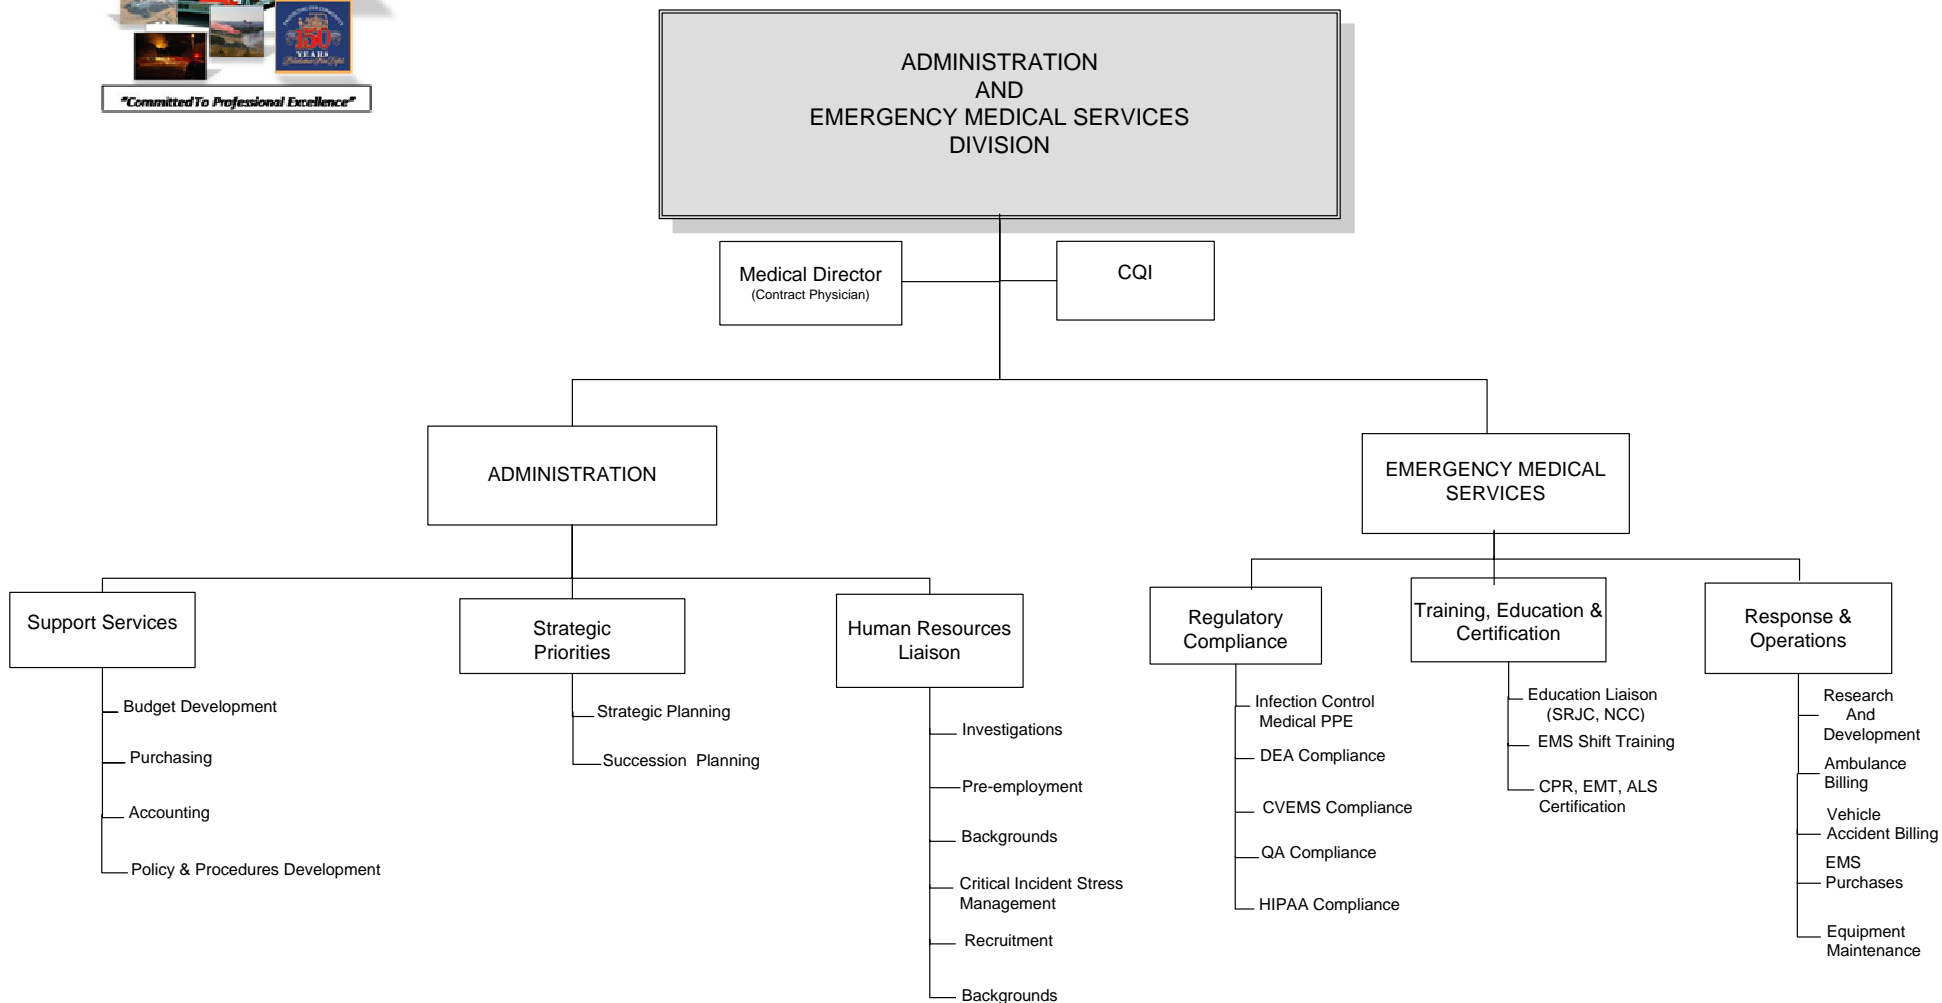 150
YEARS
"Committed To Professional Excellence"
ADMINISTRATION
AND
EMERGENCY MEDICAL SERVICES
DIVISION
Medical Director
(Contract Physician)
CQI
ADMINISTRATION
EMERGENCY MEDICAL
SERVICES
Support Services
Budget Development
Purchasing
Accounting
Policy & Procedures Development
Strategic
Priorities
Strategic Planning
Succession Planning
Human Resources
Liaison
Investigations
Pre-employment
Backgrounds
Critical Incident Stress
Management
Recruitment
Backgrounds
Regulatory
Compliance
Infection Control
Medical PPE
DEA Compliance
CVEMS Compliance
QA Compliance
HIPAA Compliance
Training, Education &
Certification
Education Liaison
(SRJC, NCC)
EMS Shift Training
CPR, EMT, ALS
Certification
Response &
Operations
Research
And
Development
Ambulance
Billing
Vehicle
Accident Billing
EMS
Purchases
Equipment
Maintenance